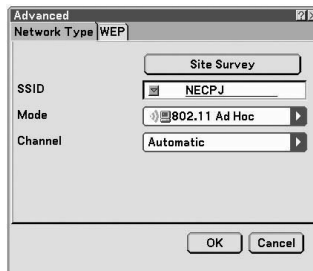 Advanced
Network Type WEP
Site Survey
SSID NECPJ
Mode 802.11 Ad Hoc
Channel Automatic
OK Cancel